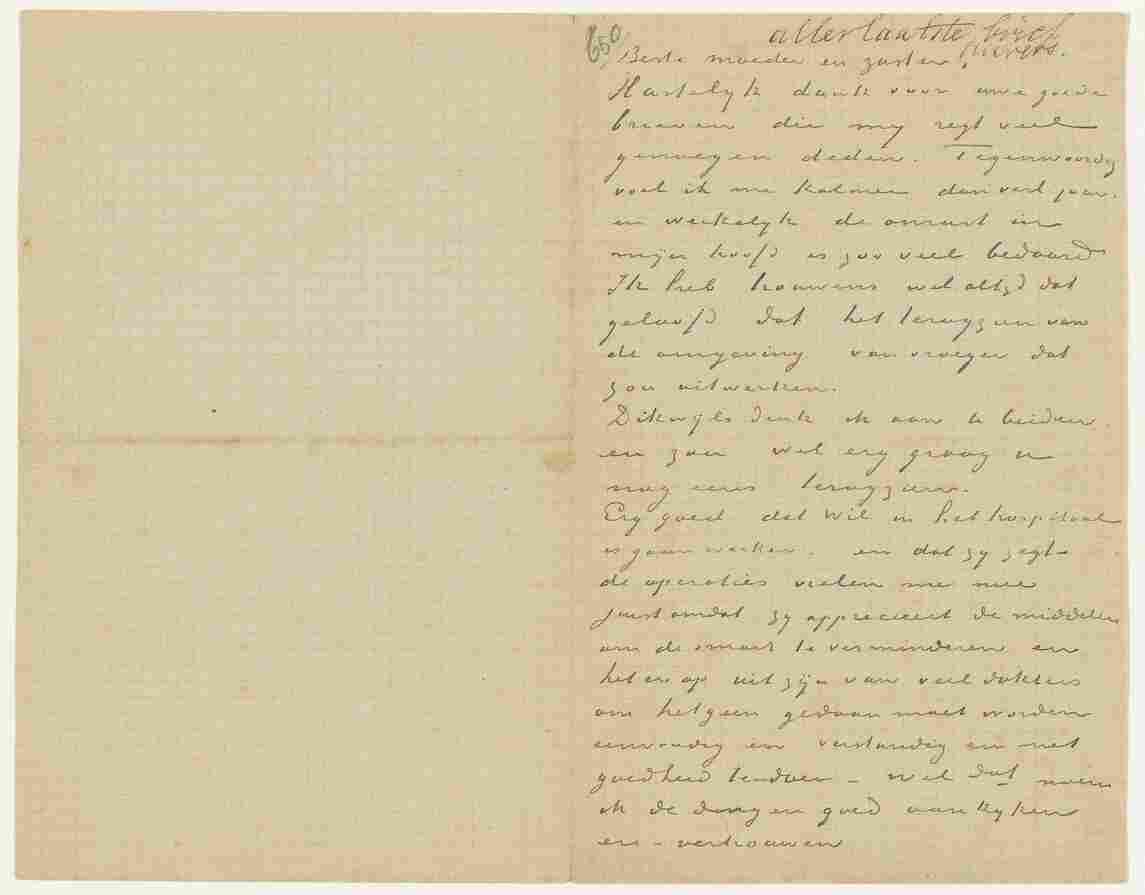 650
allerlaatste brief
Auvers.
Beste moeder en zuster,
Hartelyk dank voor uwe goede
brieven die my regt veel
genoegen deden. Tegenwoordig
voel ik me kalmer dan verl. jaar.
en werkelyk de onrust in
mijn hoofd is zoo veel bedaard
Ik heb trouwens wel altyd dat
geloofd dat het terugzien van
de omgeving van vroeger dat
zou uitwerken.
Dikwyls denk ik aan U beiden
en zou wel erg graag U
nog eens terugzien.
Erg goed dat Wil in het hospitaal
is gaan werken. en dat zy zegt
de operaties vielen me mee
juist omdat zy apprecieert de middelen
om de smart te verminderen en
het er op uit zijn van veel dokters
om hetgeen gedaan moet worden
eenvoudig en verstandig en met
goedheid te doen – wel dat noem
ik de dingen goed aankyken
en – vertrouwen